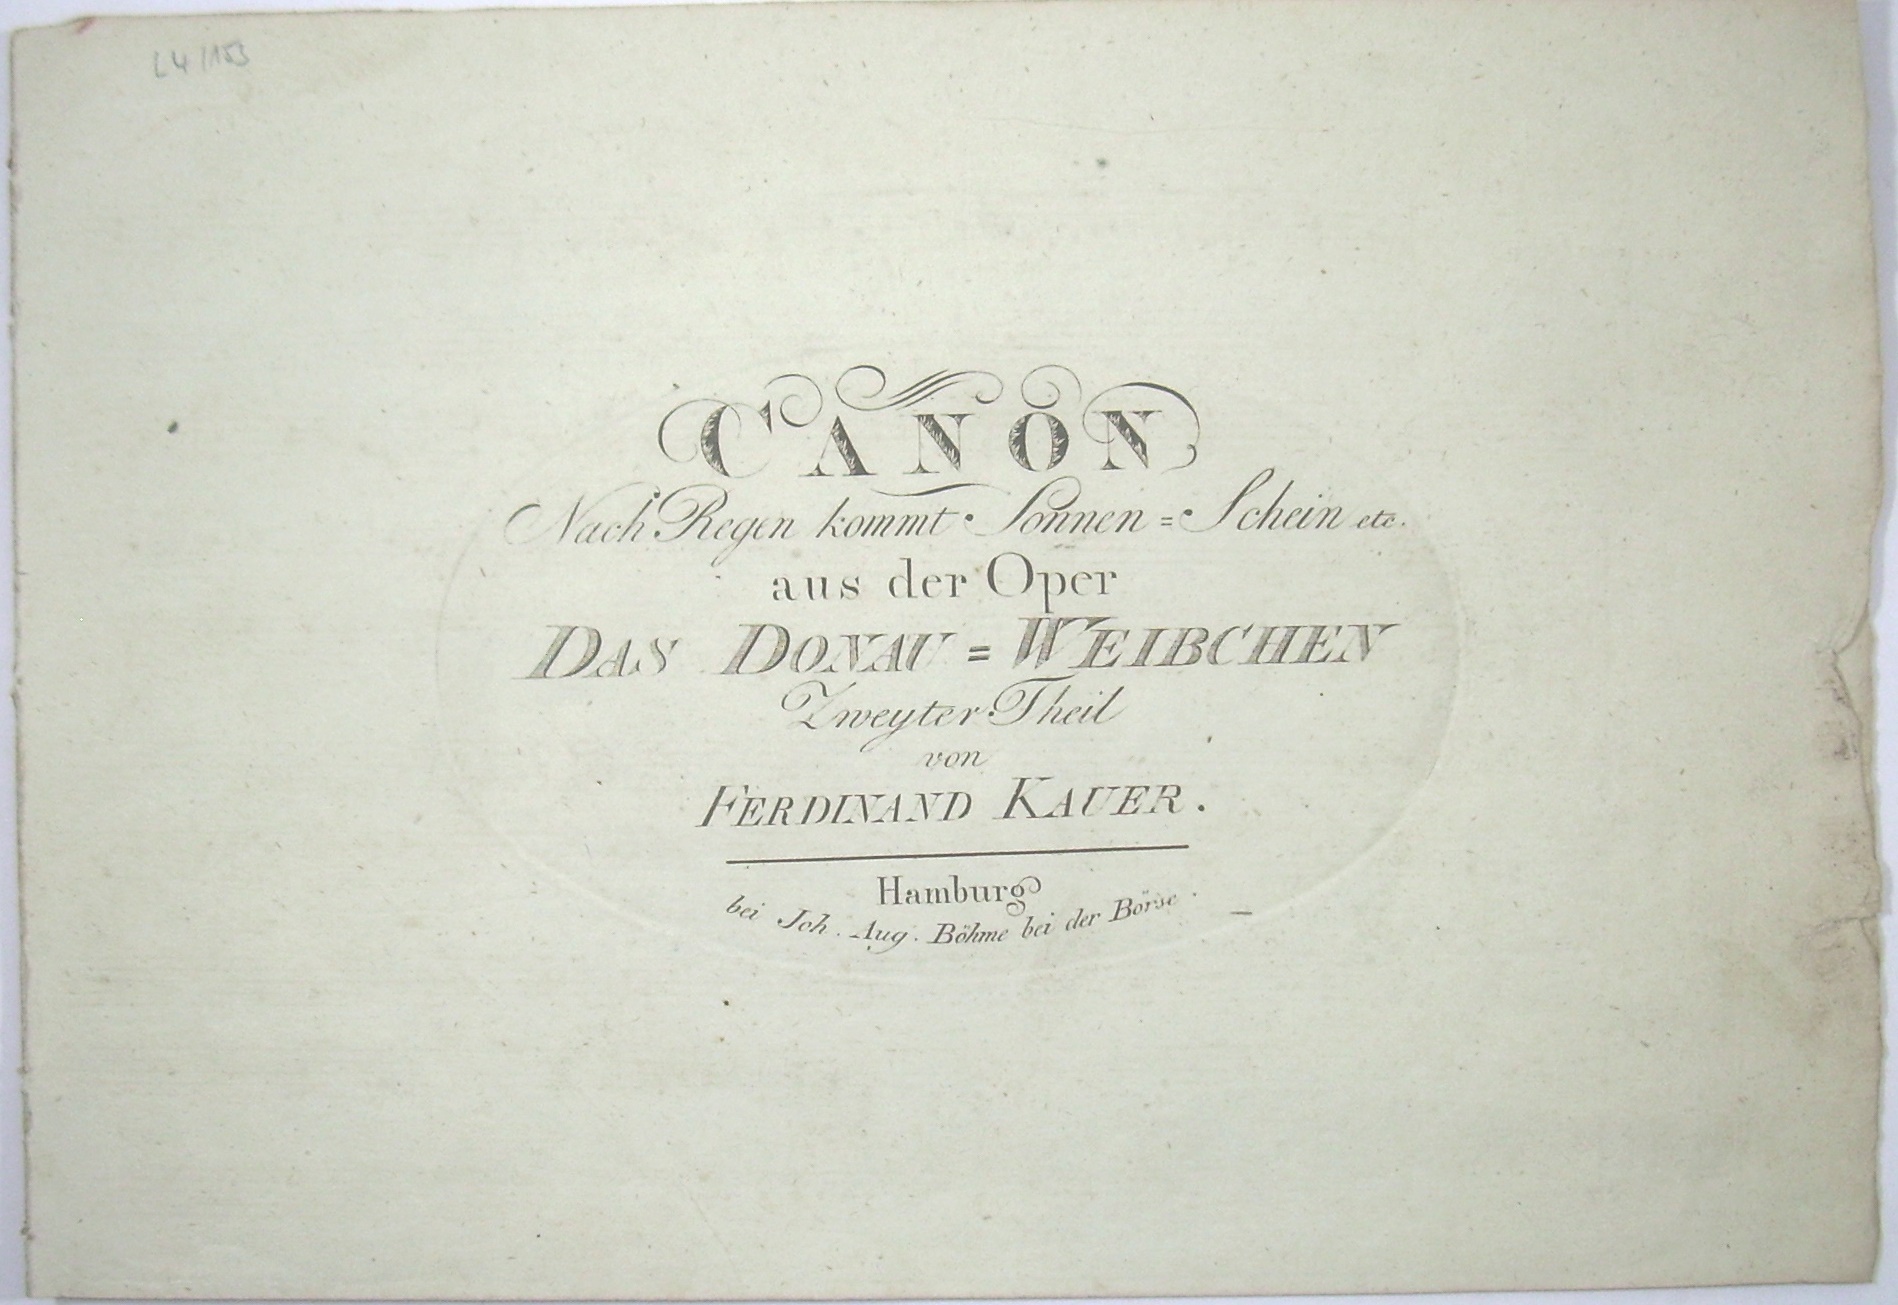 L4/153
CANON
Nach Regen kommt Sonnen=Schein etc.
aus der Oper
DAS DONAU=WEIBCHEN
Zweyter Theil
von
FERDINAND KAUER.
Hamburg
bei Joh. Aug. Böhme bei der Börse.